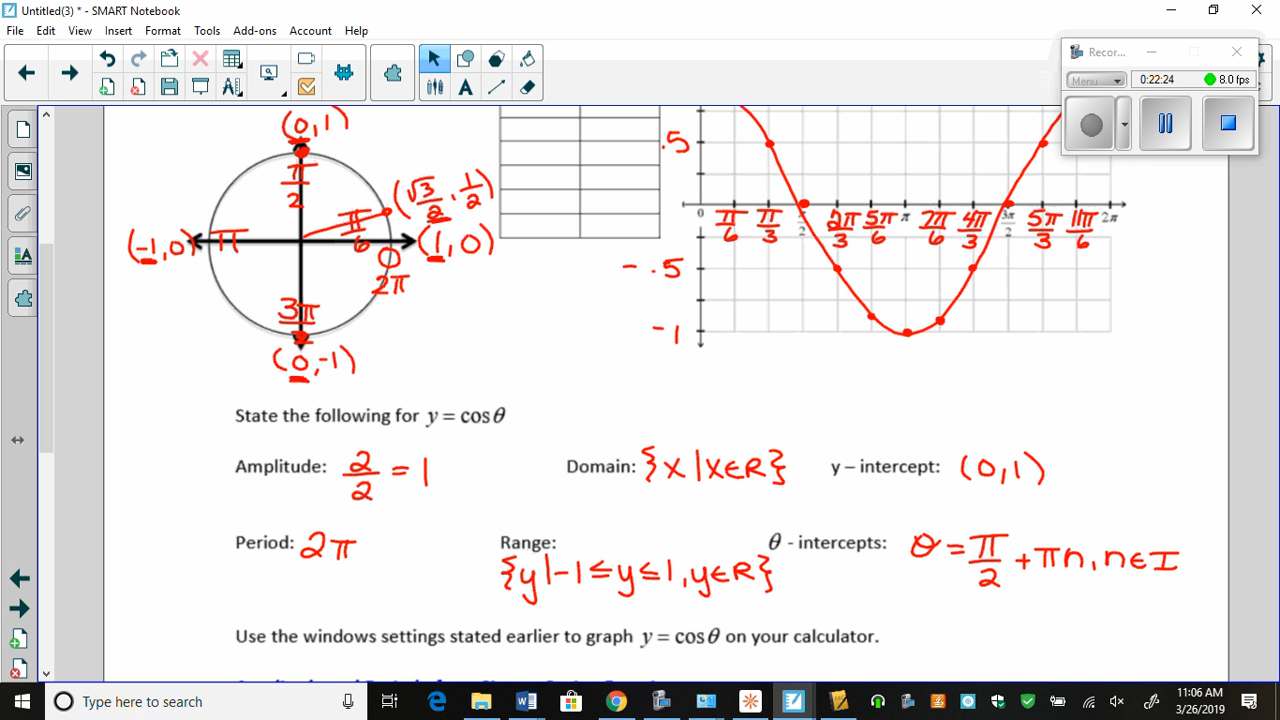 Untitled(3) * - SMART Notebook
File Edit View Insert Format Tools Add-ons Account Help
Recor...
Menu 0:22:24 8.0 fps
(0,1)
π/2
(√3/2, 1/2)
π/6
(-1,0) π (1,0)
0
2π
3π/2
(0,-1)
.5
0 π/6 π/3 π/2 2π/3 5π/6 π 7π/6 4π/3 3π/2 5π/3 11π/6 2π
-.5
-1
State the following for y = cos θ
Amplitude: 2/2 = 1 Domain: {x|x∈R} y – intercept: (0,1)
Period: 2π Range: θ - intercepts: θ = π/2 + πn, n∈I
{y|-1≤y≤1, y∈R}
Use the windows settings stated earlier to graph y = cos θ on your calculator.
Type here to search
11:06 AM
3/26/2019